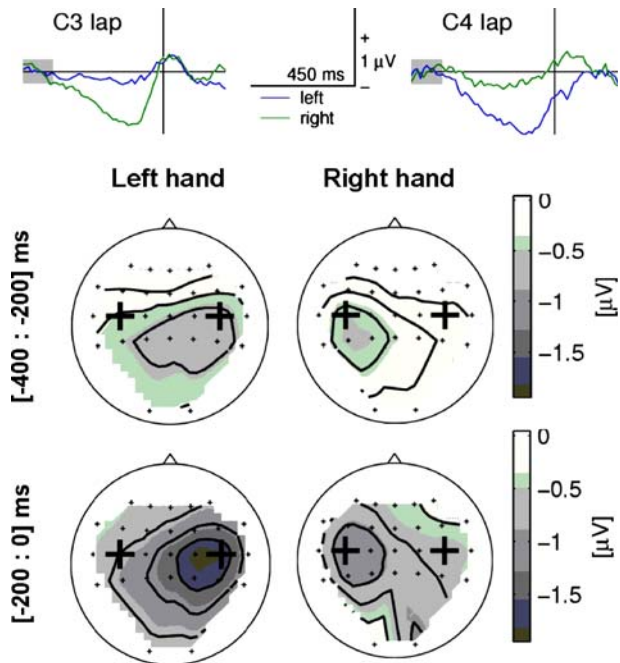 C3 lap
C4 lap
+
1 µV
–
450 ms
left
right
Left hand
Right hand
[-400 : -200] ms
0
−0.5
−1
−1.5
[µV]
[-200 : 0] ms
0
−0.5
−1
−1.5
[µV]